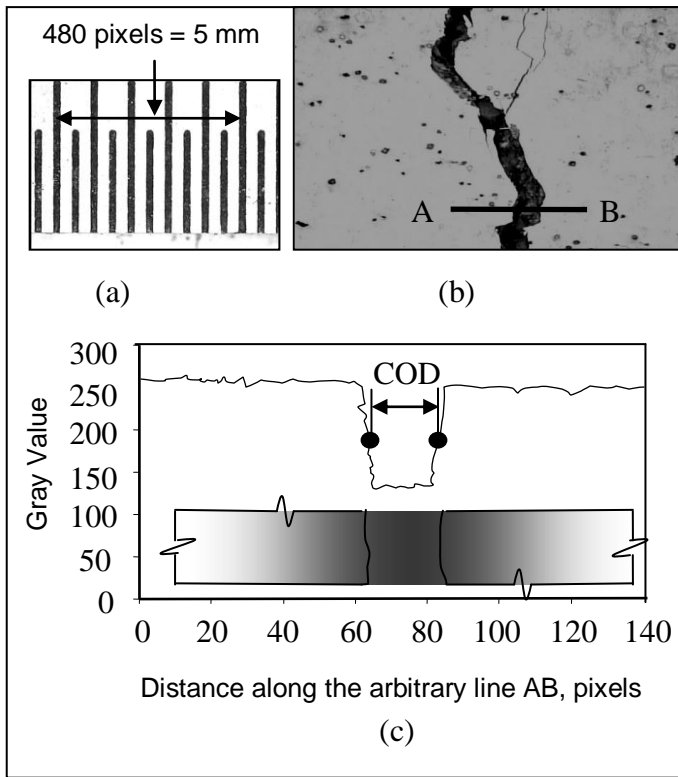 480 pixels = 5 mm
A B
(a) (b)
300
250
200
150
100
50
0
COD
Gray Value
0 20 40 60 80 100 120 140
Distance along the arbitrary line AB, pixels
(c)